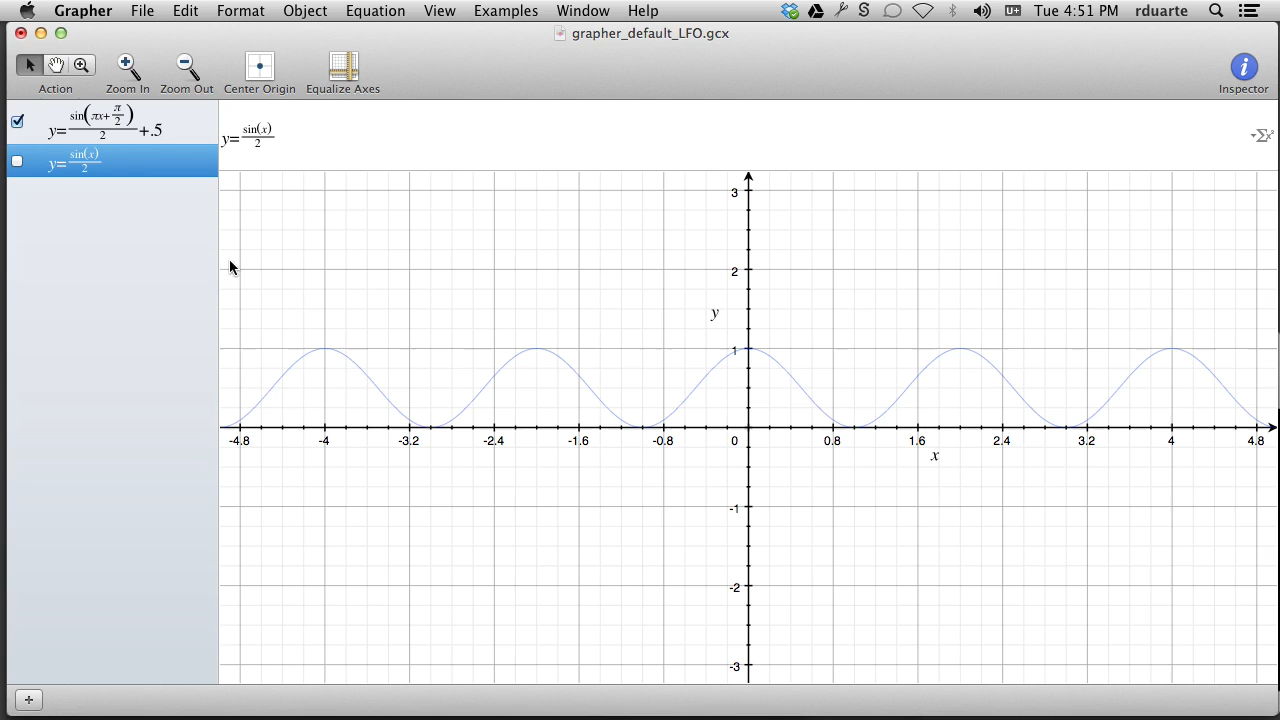 Grapher File Edit Format Object Equation View Examples Window Help Tue 4:51 PM rduarte
grapher_default_LFO.gcx
Action Zoom In Zoom Out Center Origin Equalize Axes Inspector
y=sin(πx+π/2)/2+.5
y=sin(x)/2
y=sin(x)/2
Σx²
3
2
y
1
-4.8 -4 -3.2 -2.4 -1.6 -0.8 0 0.8 1.6 2.4 3.2 4 4.8
x
-1
-2
-3